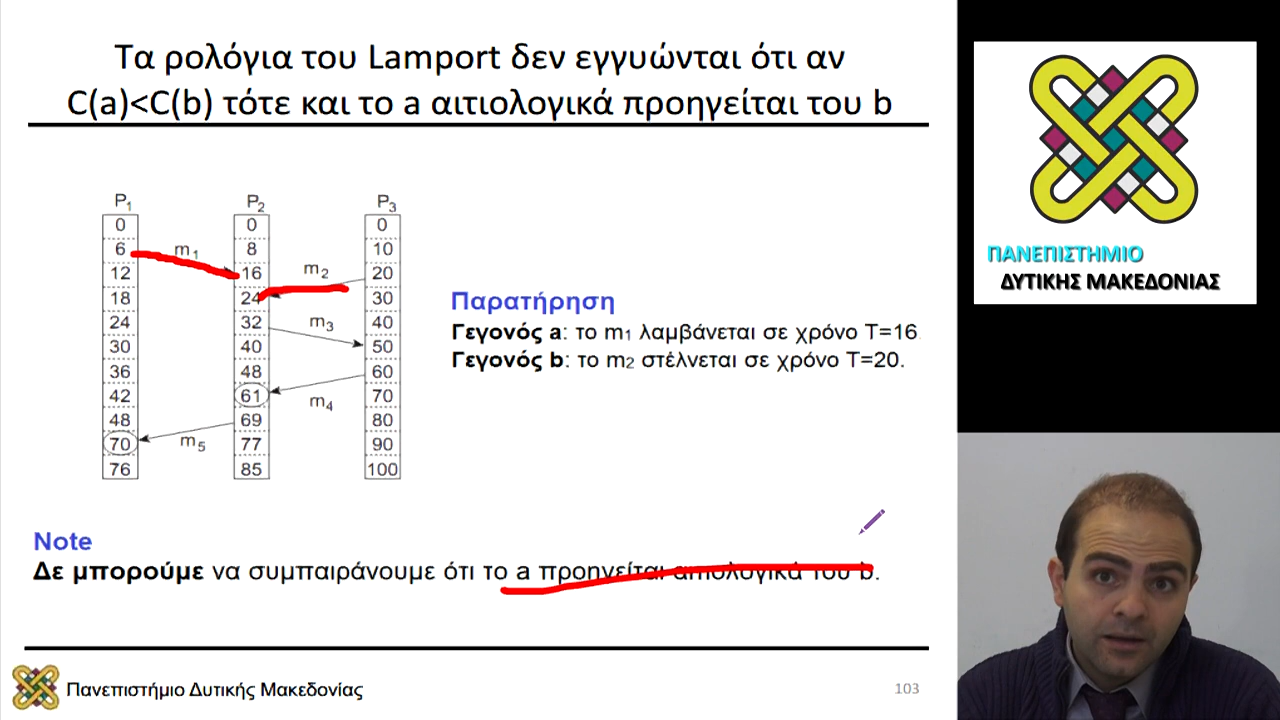 Τα ρολόγια του Lamport δεν εγγυώνται ότι αν
C(a)<C(b) τότε και το a αιτιολογικά προηγείται του b
P1 P2 P3
0 0 0
6 m1 8 10
12 16 m2 20
18 24 30
24 32 m3 40
30 40 50
36 48 60
42 61 m4 70
48 69 80
70 m5 77 90
76 85 100
Παρατήρηση
Γεγονός a: το m1 λαμβάνεται σε χρόνο T=16
Γεγονός b: το m2 στέλνεται σε χρόνο T=20.
Note
Δε μπορούμε να συμπαιράνουμε ότι το a προηγείται αιτιολογικά του b.
Πανεπιστήμιο Δυτικής Μακεδονίας
103
ΠΑΝΕΠΙΣΤΗΜΙΟ
ΔΥΤΙΚΗΣ ΜΑΚΕΔΟΝΙΑΣ